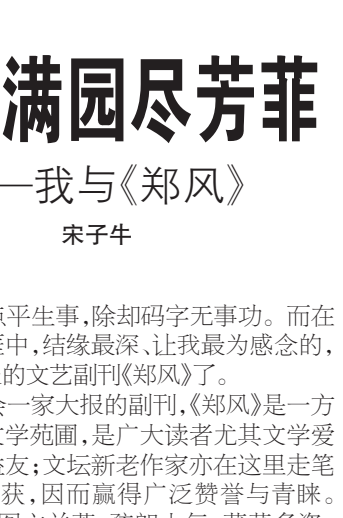 满园尽芳菲
—我与《郑风》
宋子牛
平生事,除却码字无事功。而在
中,结缘最深、让我最为感念的,
的文艺副刊《郑风》了。
一家大报的副刊,《郑风》是一方
文学苑圃,是广大读者尤其文学爱
益友;文坛新老作家亦在这里走笔
获,因而赢得广泛赞誉与青睐。